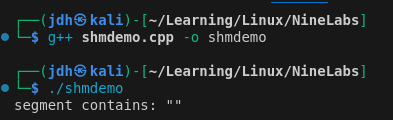 ┌──(jdh㉿kali)-[~/Learning/Linux/NineLabs]
└─$ g++ shmdemo.cpp -o shmdemo
┌──(jdh㉿kali)-[~/Learning/Linux/NineLabs]
└─$ ./shmdemo
segment contains: ""